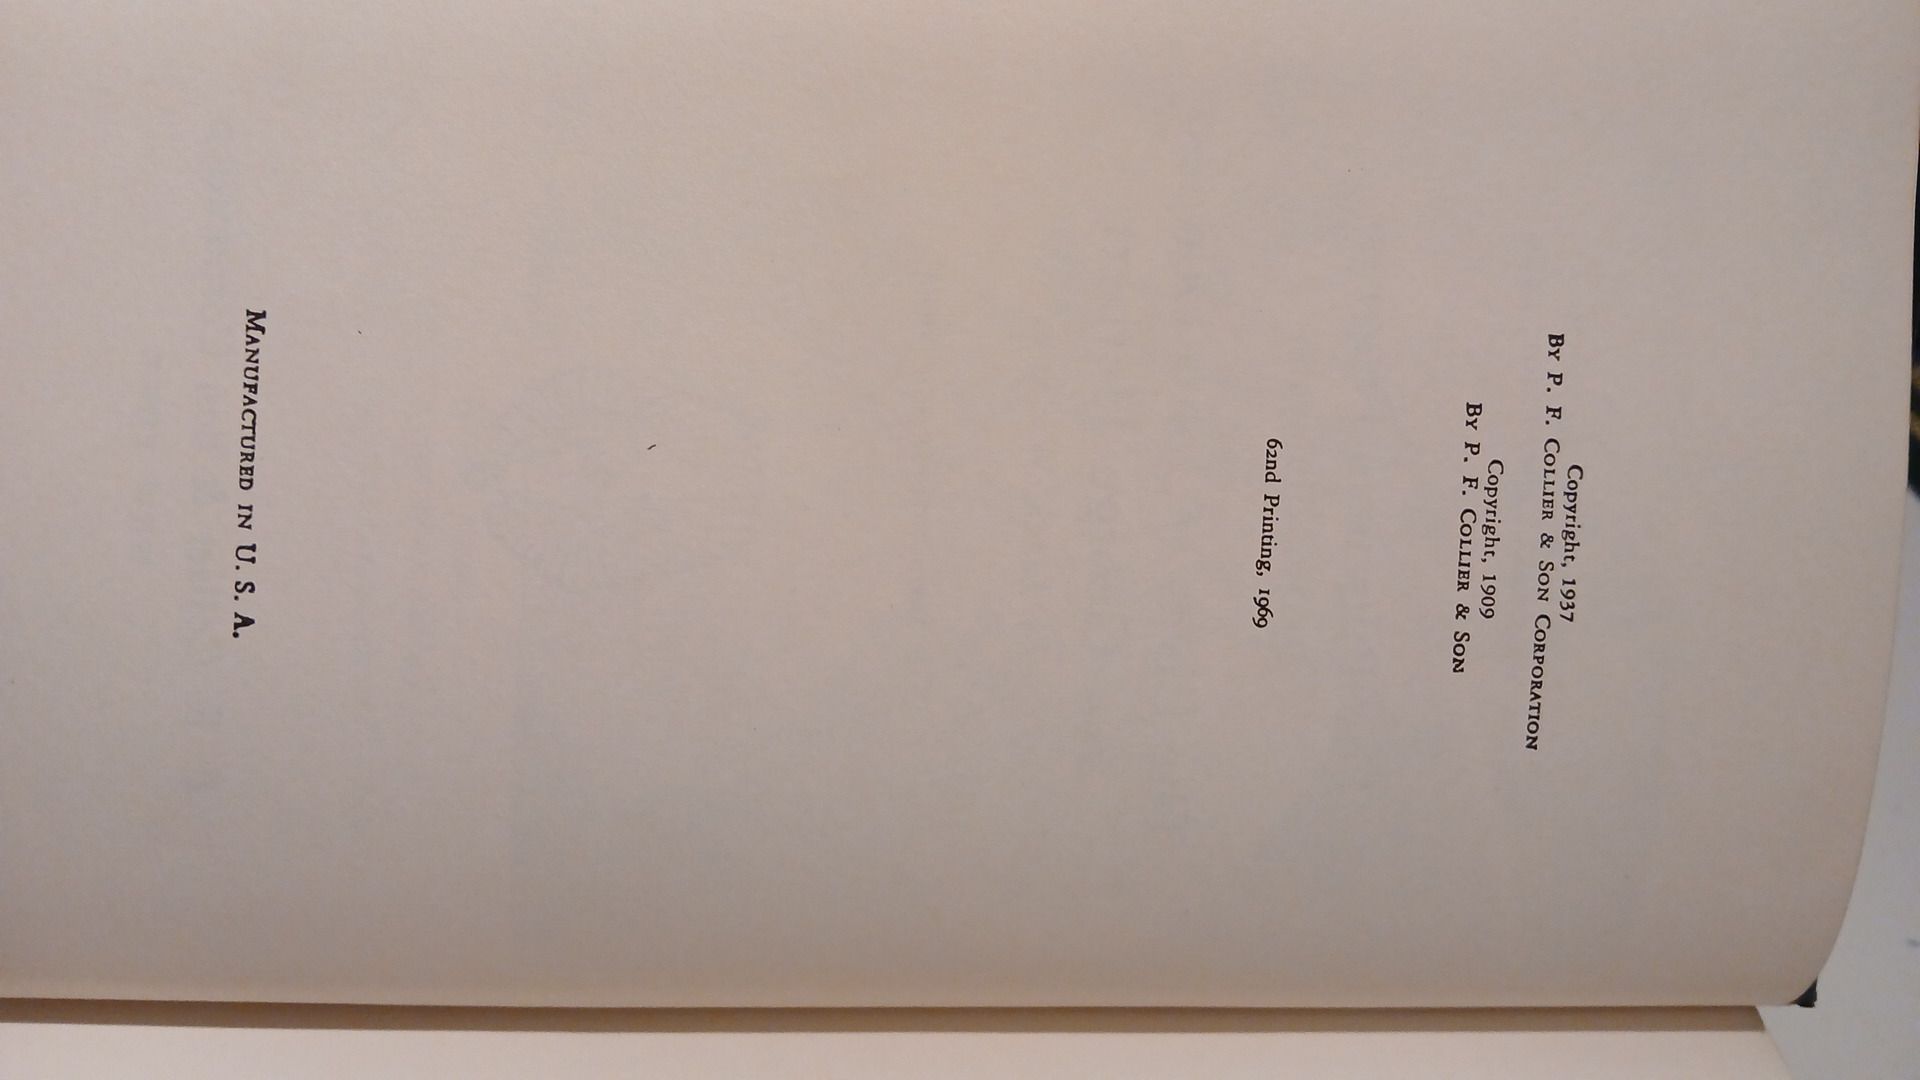 Copyright, 1937
By P. F. Collier & Son Corporation
Copyright, 1909
By P. F. Collier & Son
62nd Printing, 1969
Manufactured in U. S. A.